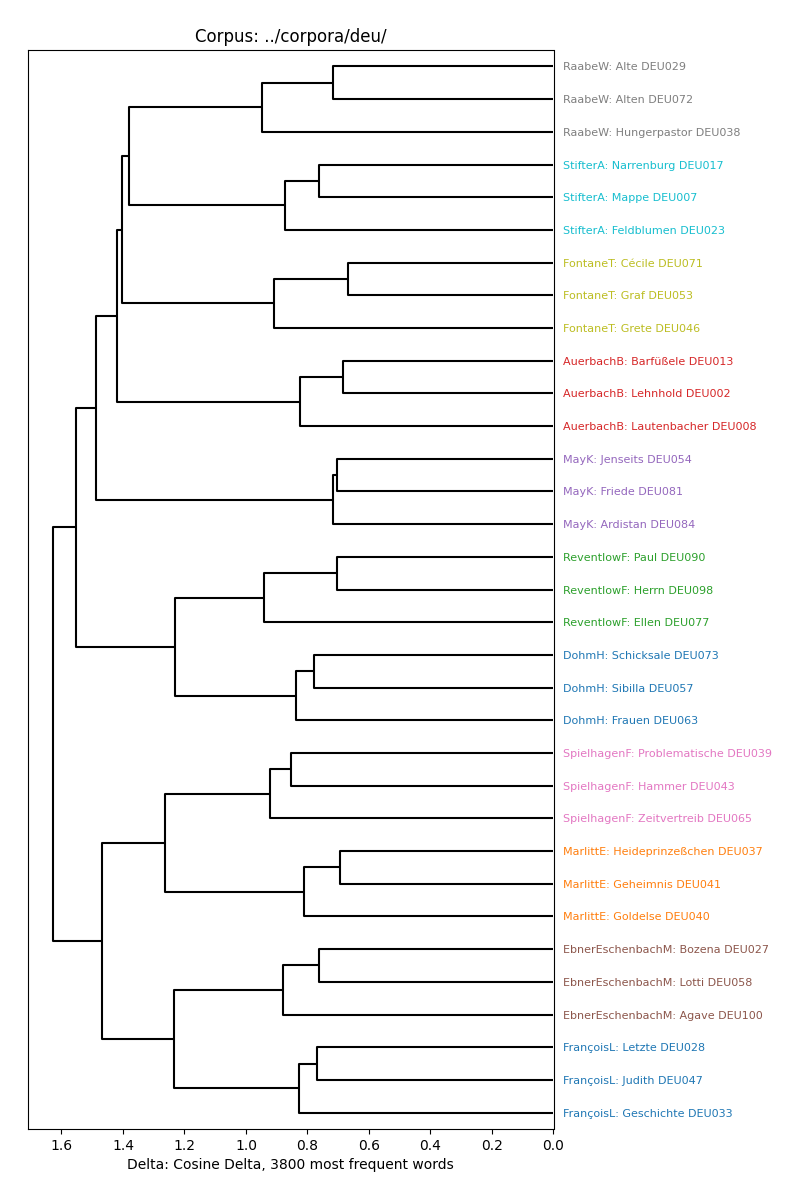 Corpus: ../corpora/deu/
RaabeW: Alte DEU029
RaabeW: Alten DEU072
RaabeW: Hungerpastor DEU038
StifterA: Narrenburg DEU017
StifterA: Mappe DEU007
StifterA: Feldblumen DEU023
FontaneT: Cécile DEU071
FontaneT: Graf DEU053
FontaneT: Grete DEU046
AuerbachB: Barfüßele DEU013
AuerbachB: Lehnhold DEU002
AuerbachB: Lautenbacher DEU008
MayK: Jenseits DEU054
MayK: Friede DEU081
MayK: Ardistan DEU084
ReventlowF: Paul DEU090
ReventlowF: Herrn DEU098
ReventlowF: Ellen DEU077
DohmH: Schicksale DEU073
DohmH: Sibilla DEU057
DohmH: Frauen DEU063
SpielhagenF: Problematische DEU039
SpielhagenF: Hammer DEU043
SpielhagenF: Zeitvertreib DEU065
MarlittE: Heideprinzeßchen DEU037
MarlittE: Geheimnis DEU041
MarlittE: Goldelse DEU040
EbnerEschenbachM: Bozena DEU027
EbnerEschenbachM: Lotti DEU058
EbnerEschenbachM: Agave DEU100
FrançoisL: Letzte DEU028
FrançoisL: Judith DEU047
FrançoisL: Geschichte DEU033
1.6 1.4 1.2 1.0 0.8 0.6 0.4 0.2 0.0
Delta: Cosine Delta, 3800 most frequent words